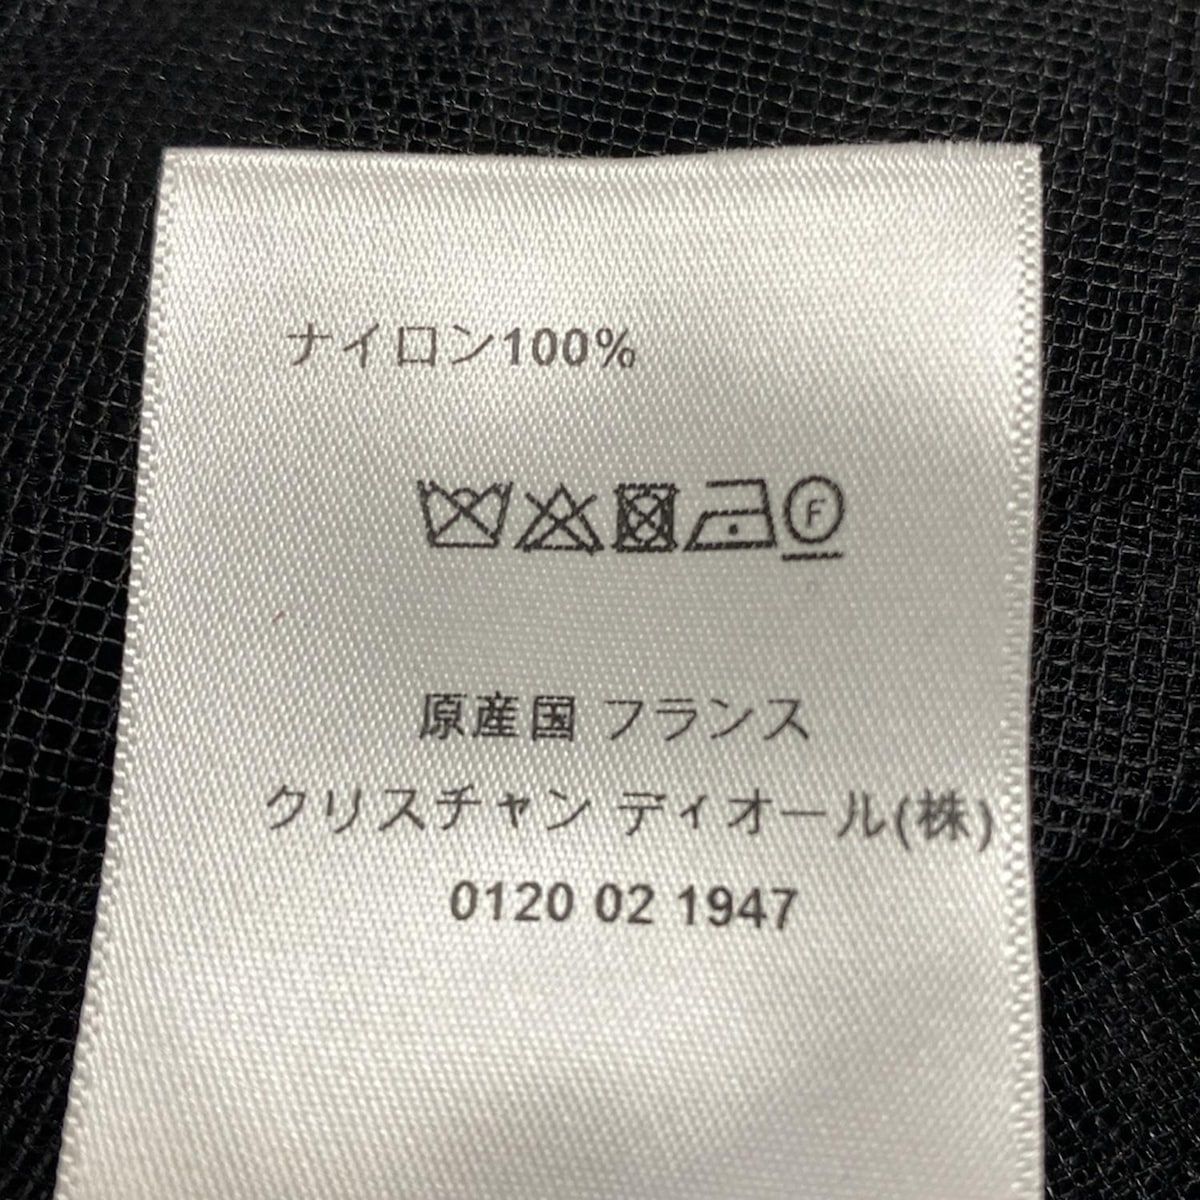 ナイロン100%
F
原産国 フランス
クリスチャン ディオール(株)
0120 02 1947